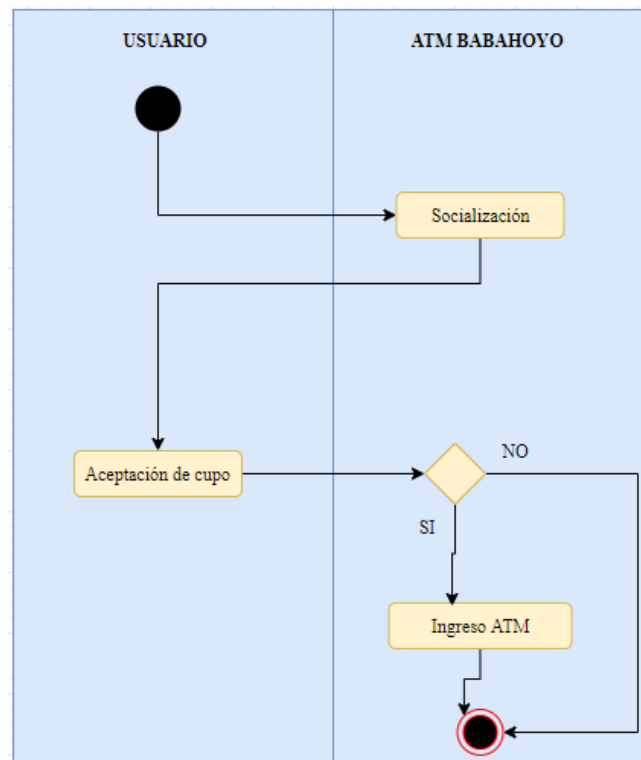 USUARIO
ATM BABAHOYO
Socialización
Aceptación de cupo
NO
SI
Ingreso ATM